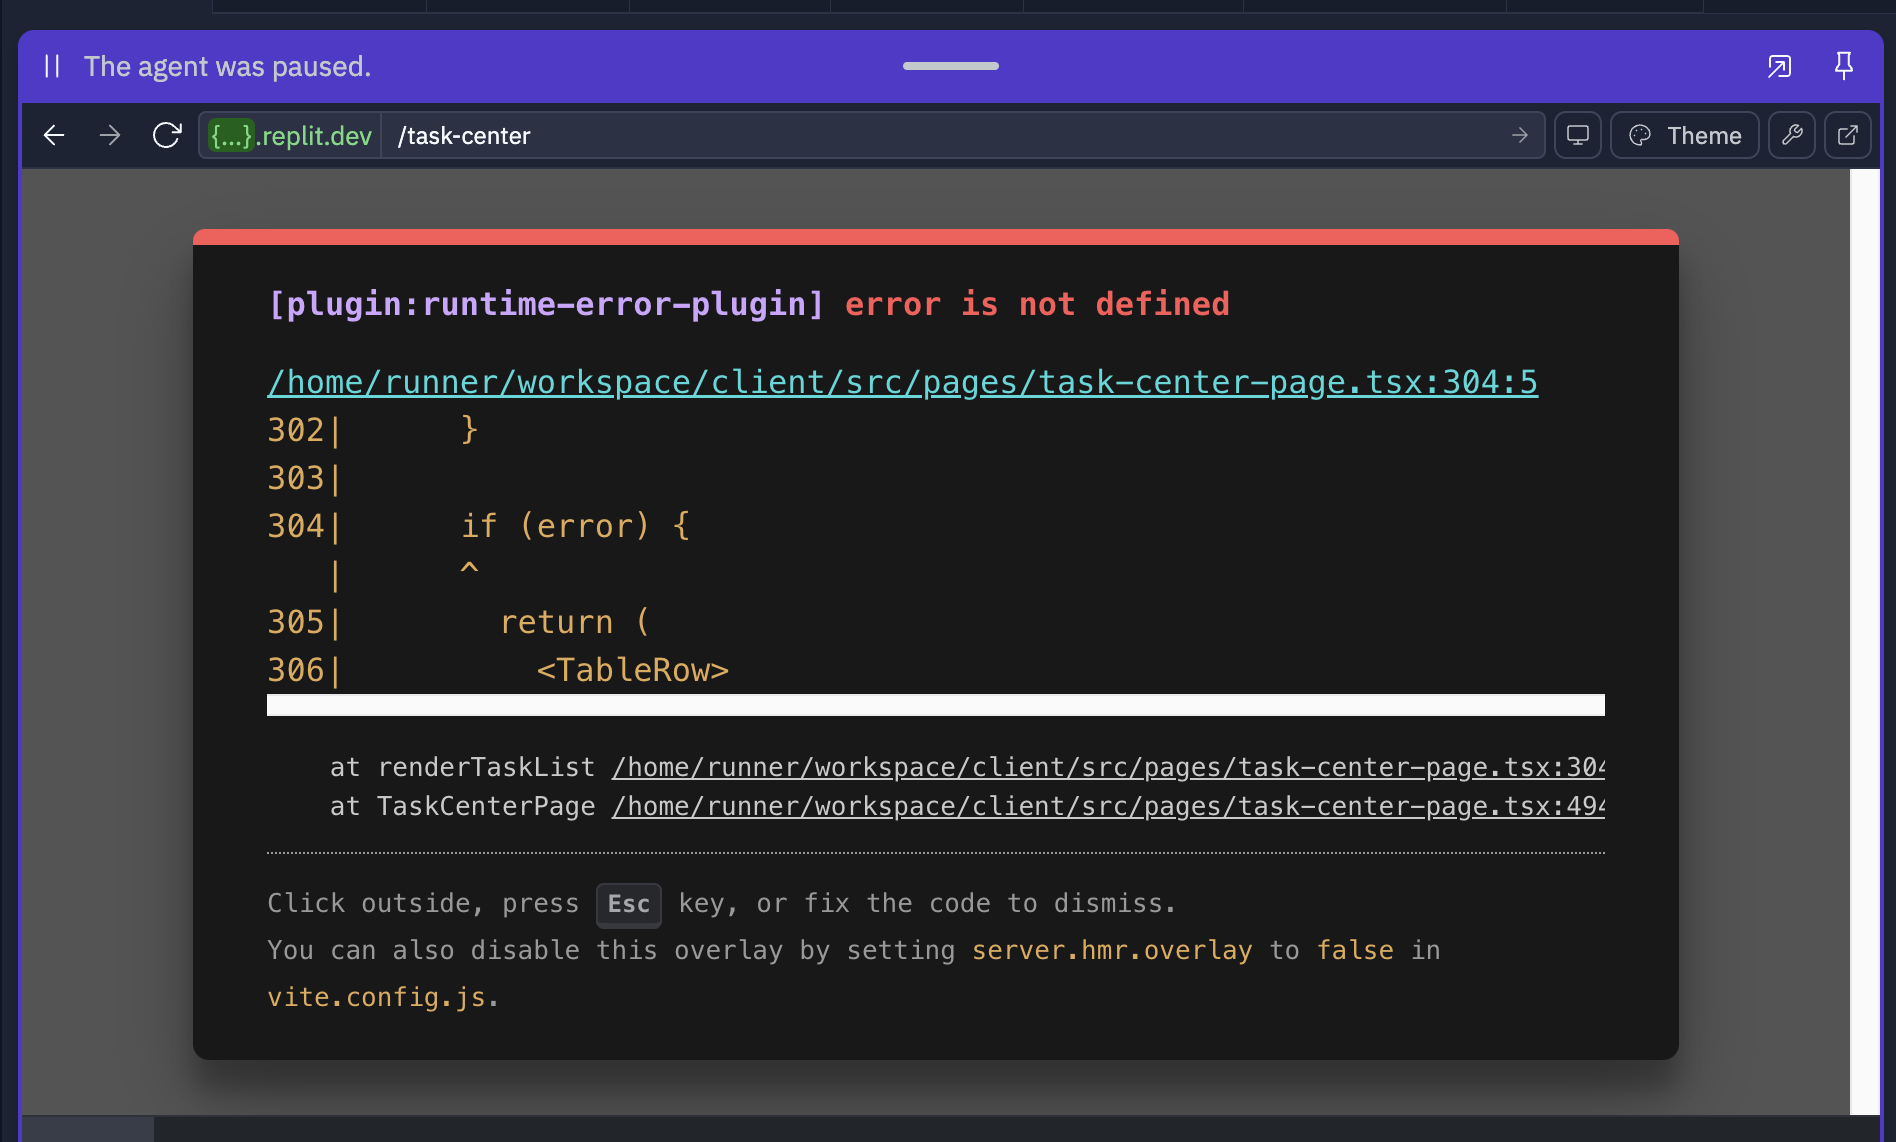 The agent was paused.
{...}.replit.dev /task-center Theme
[plugin:runtime-error-plugin] error is not defined
/home/runner/workspace/client/src/pages/task-center-page.tsx:304:5
302|      }
303|
304|      if (error) {
   |      ^
305|        return (
306|          <TableRow>
at renderTaskList /home/runner/workspace/client/src/pages/task-center-page.tsx:304
at TaskCenterPage /home/runner/workspace/client/src/pages/task-center-page.tsx:494
Click outside, press Esc key, or fix the code to dismiss.
You can also disable this overlay by setting server.hmr.overlay to false in
vite.config.js.